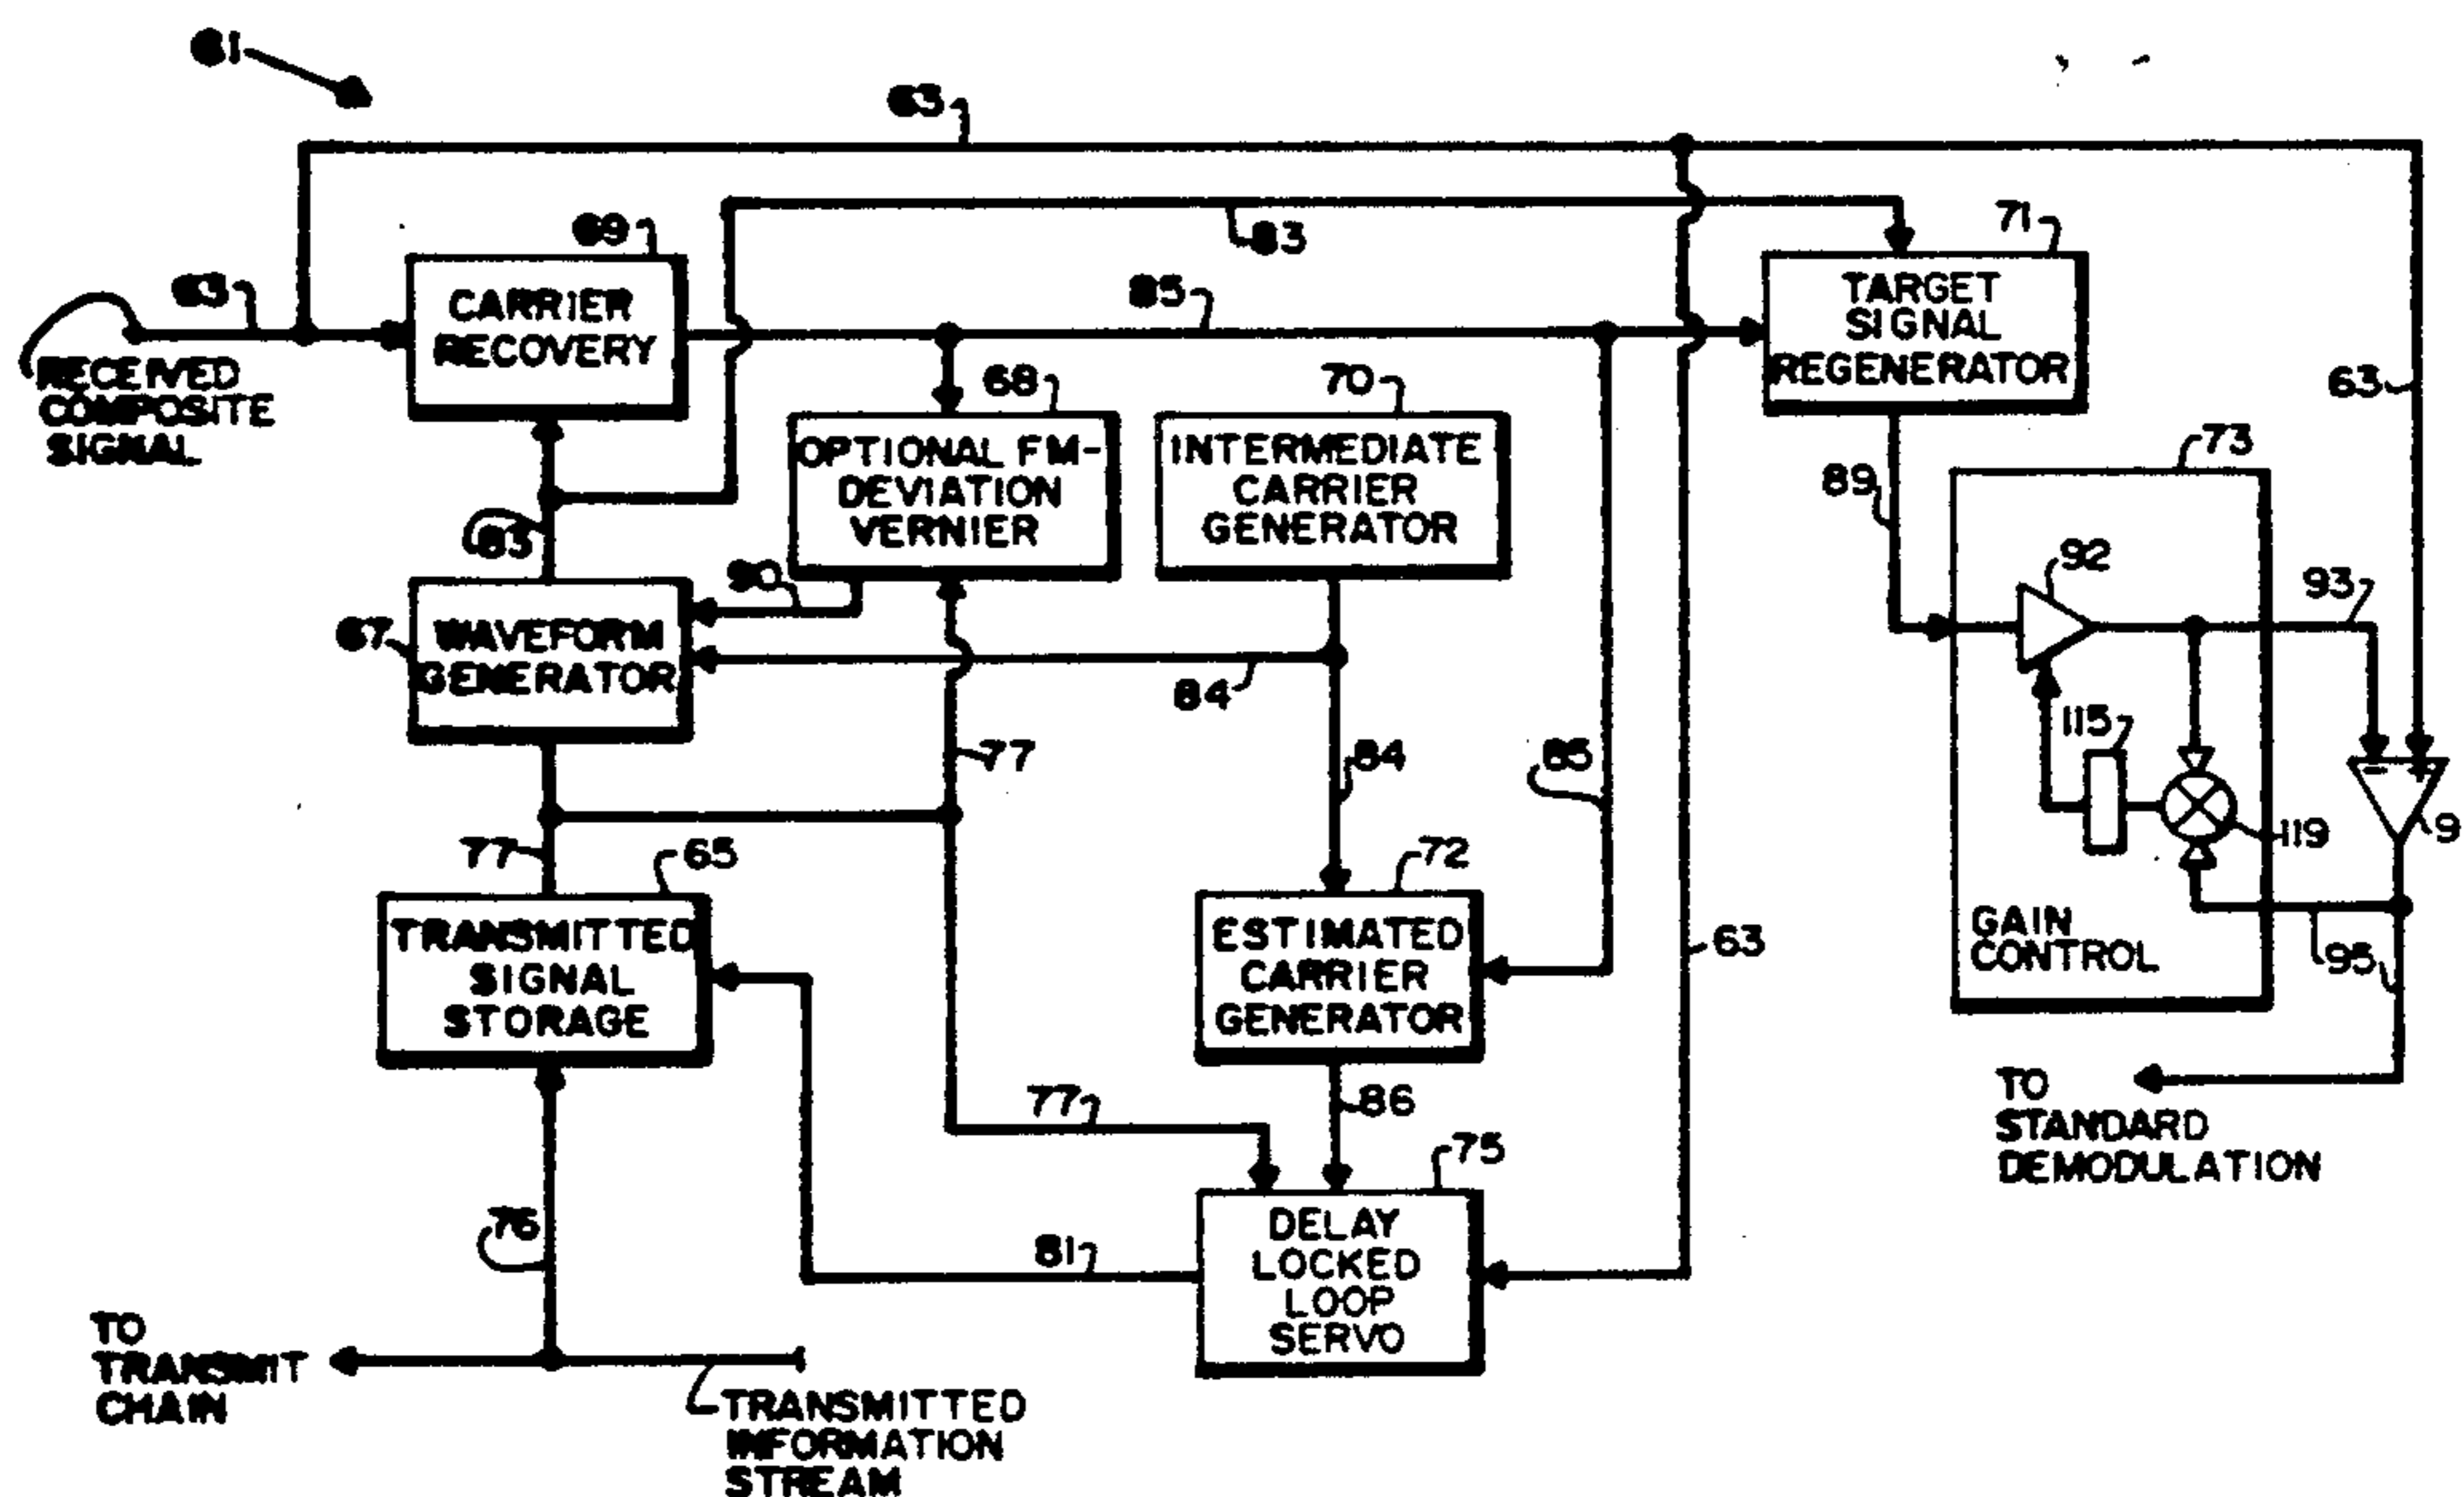 61
63
69
CARRIER
RECOVERY
63
RECEIVED
COMPOSITE
SIGNAL
83
85
71
TARGET
SIGNAL
REGENERATOR
63
68
OPTIONAL FM-
DEVIATION
VERNIER
70
INTERMEDIATE
CARRIER
GENERATOR
89
73
92
93
115
119
9
GAIN
CONTROL
95
83
90
67
WAVEFORM
GENERATOR
84
77
84
85
77
65
TRANSMITTED
SIGNAL
STORAGE
72
ESTIMATED
CARRIER
GENERATOR
63
TO
STANDARD
DEMODULATION
77
86
75
DELAY
LOCKED
LOOP
SERVO
76
81
TO
TRANSMIT
CHAIN
TRANSMITTED
INFORMATION
STREAM